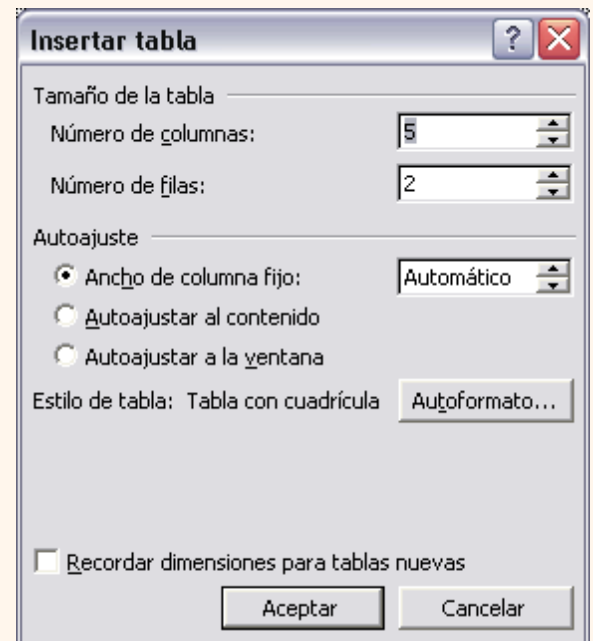 Insertar tabla
Tamaño de la tabla
Número de columnas: 5
Número de filas: 2
Autoajuste
Ancho de columna fijo: Automático
Autoajustar al contenido
Autoajustar a la ventana
Estilo de tabla: Tabla con cuadrícula Autoformato...
Recordar dimensiones para tablas nuevas
Aceptar Cancelar